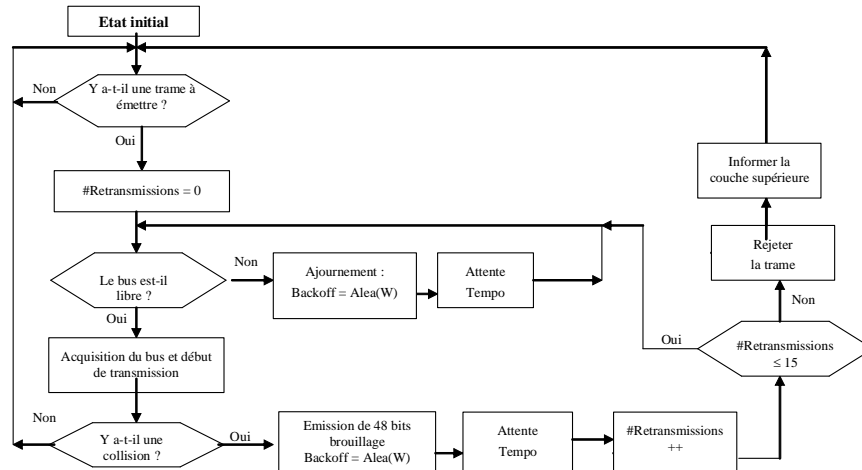 Etat initial
Non
Y a-t-il une trame à
émettre ?
Oui
#Retransmissions = 0
Informer la
couche supérieure
Rejeter
la trame
Non
Le bus est-il
libre ?
Non
Ajournement :
Backoff = Alea(W)
Attente
Tempo
Oui
Oui
#Retransmissions
≤ 15
Acquisition du bus et début
de transmission
Non
Y a-t-il une
collision ?
Oui
Emission de 48 bits
brouillage
Backoff = Alea(W)
Attente
Tempo
#Retransmissions
++